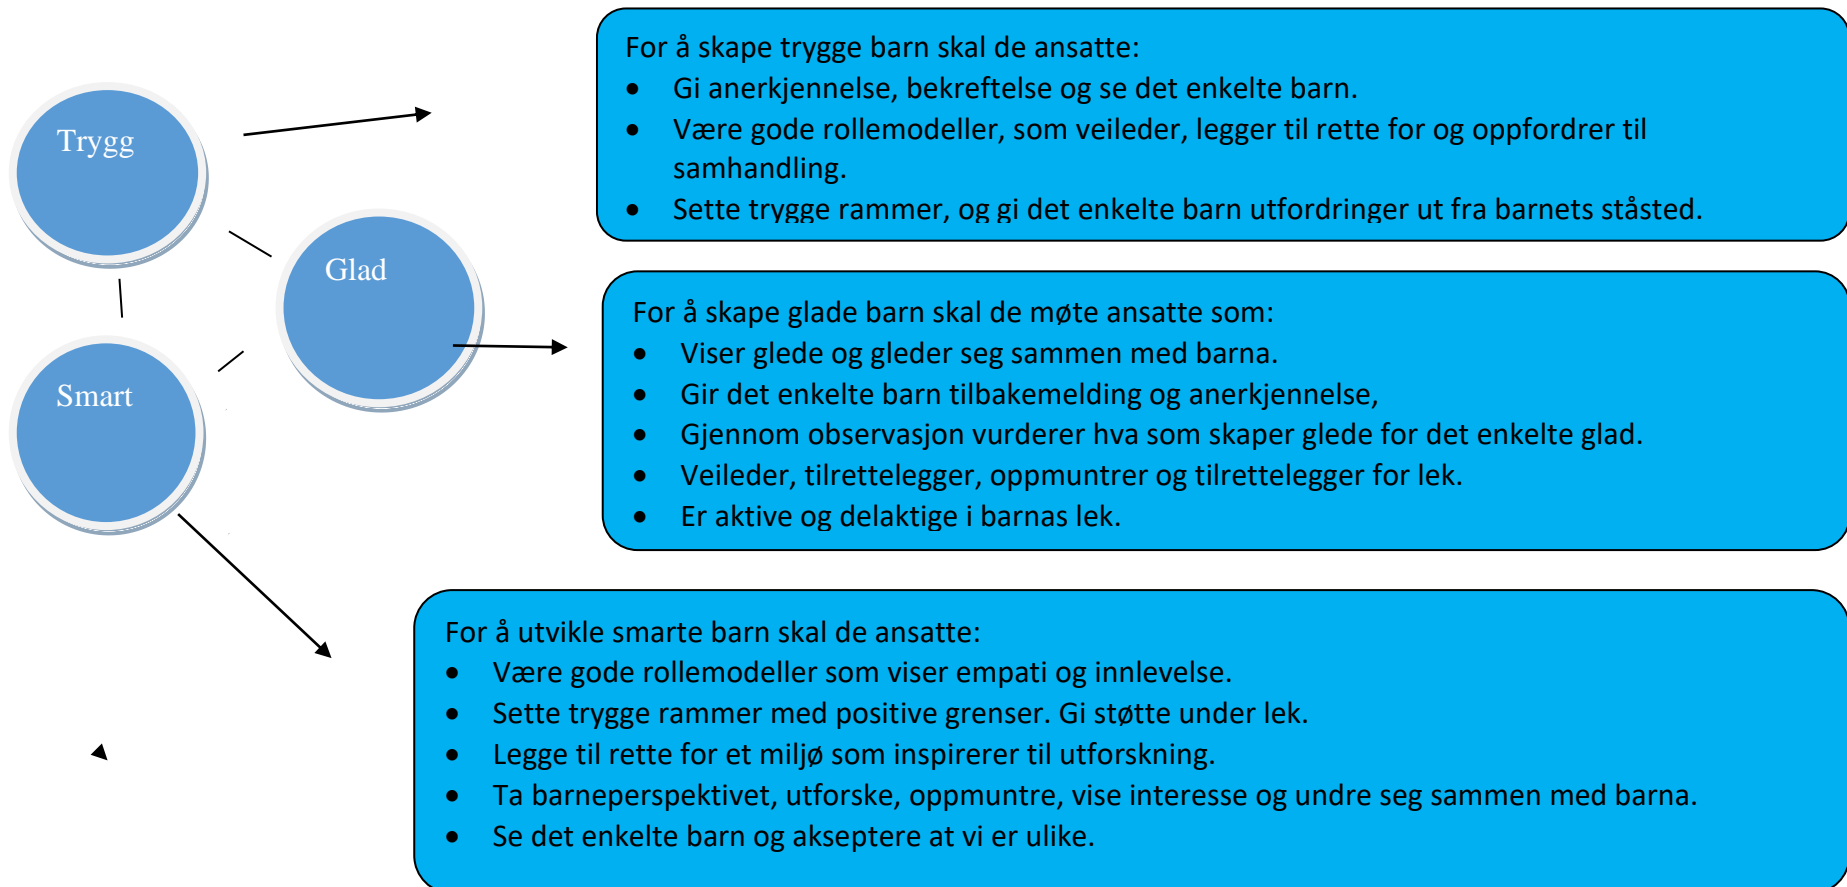 Trygg
Glad
Smart
For å skape trygge barn skal de ansatte:
• Gi anerkjennelse, bekreftelse og se det enkelte barn.
• Være gode rollemodeller, som veileder, legger til rette for og oppfordrer til
samhandling.
• Sette trygge rammer, og gi det enkelte barn utfordringer ut fra barnets ståsted.
For å skape glade barn skal de møte ansatte som:
• Viser glede og gleder seg sammen med barna.
• Gir det enkelte barn tilbakemelding og anerkjennelse,
• Gjennom observasjon vurderer hva som skaper glede for det enkelte glad.
• Veileder, tilrettelegger, oppmuntrer og tilrettelegger for lek.
• Er aktive og delaktige i barnas lek.
For å utvikle smarte barn skal de ansatte:
• Være gode rollemodeller som viser empati og innlevelse.
• Sette trygge rammer med positive grenser. Gi støtte under lek.
• Legge til rette for et miljø som inspirerer til utforskning.
• Ta barneperspektivet, utforske, oppmuntre, vise interesse og undre seg sammen med barna.
• Se det enkelte barn og akseptere at vi er ulike.